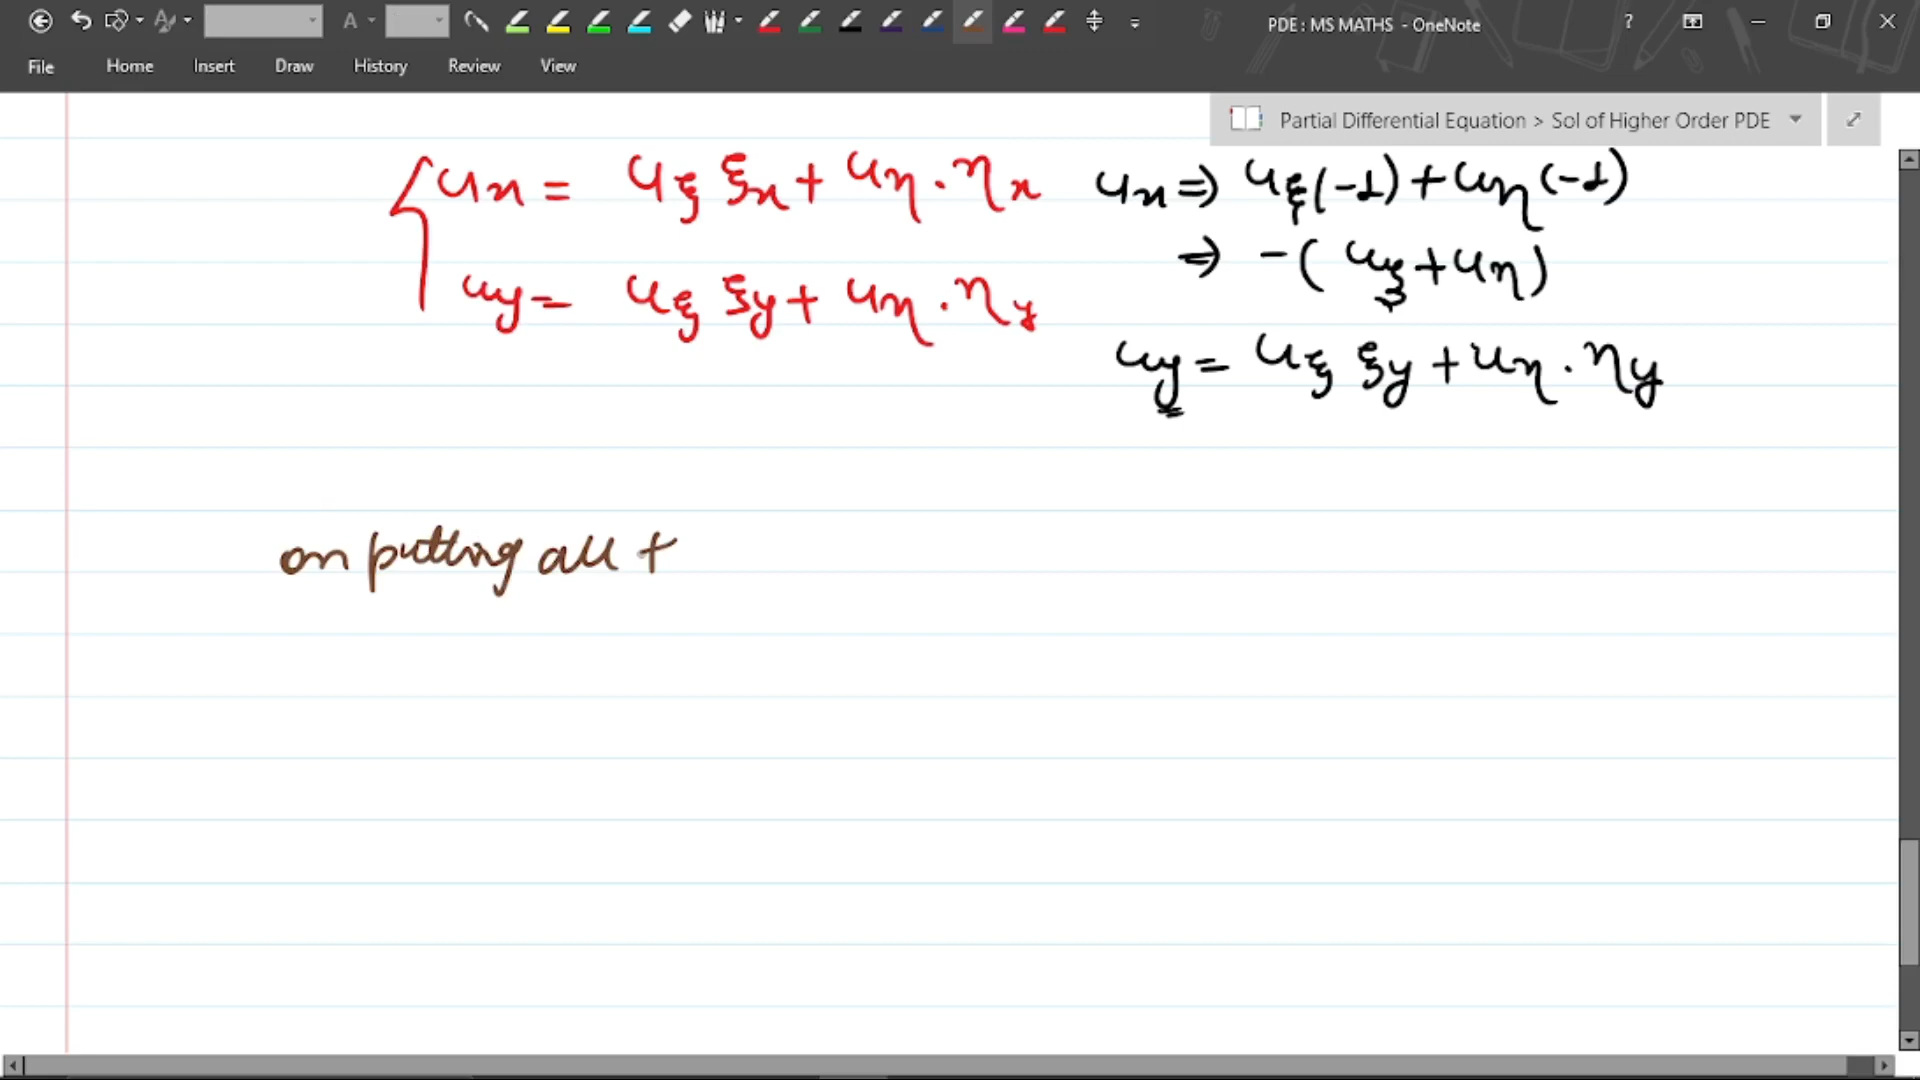 PDE : MS MATHS - OneNote
File Home Insert Draw History Review View
Partial Differential Equation > Sol of Higher Order PDE
ux = uξ ξx + uη · ηx
uy = uξ ξy + uη · ηy
ux ⇒ uξ(-1) + uη(-1)
⇒ -(uξ + uη)
uy = uξ ξy + uη · ηy
on putting all t